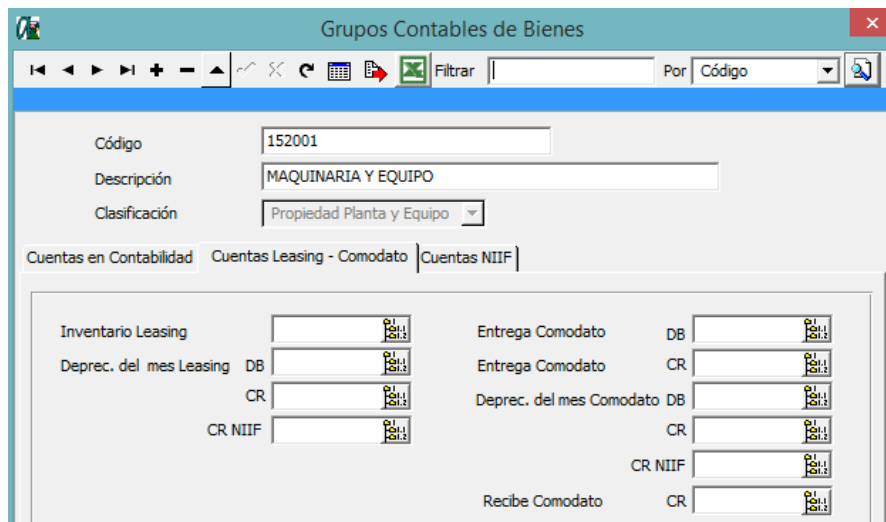 Grupos Contables de Bienes
Filtrar Por Código
Código 152001
Descripción MAQUINARIA Y EQUIPO
Clasificación Propiedad Planta y Equipo
Cuentas en Contabilidad Cuentas Leasing - Comodato Cuentas NIIF
Inventario Leasing Entrega Comodato DB
Deprec. del mes Leasing DB Entrega Comodato CR
CR Deprec. del mes Comodato DB
CR NIIF CR
CR NIIF
Recibe Comodato CR